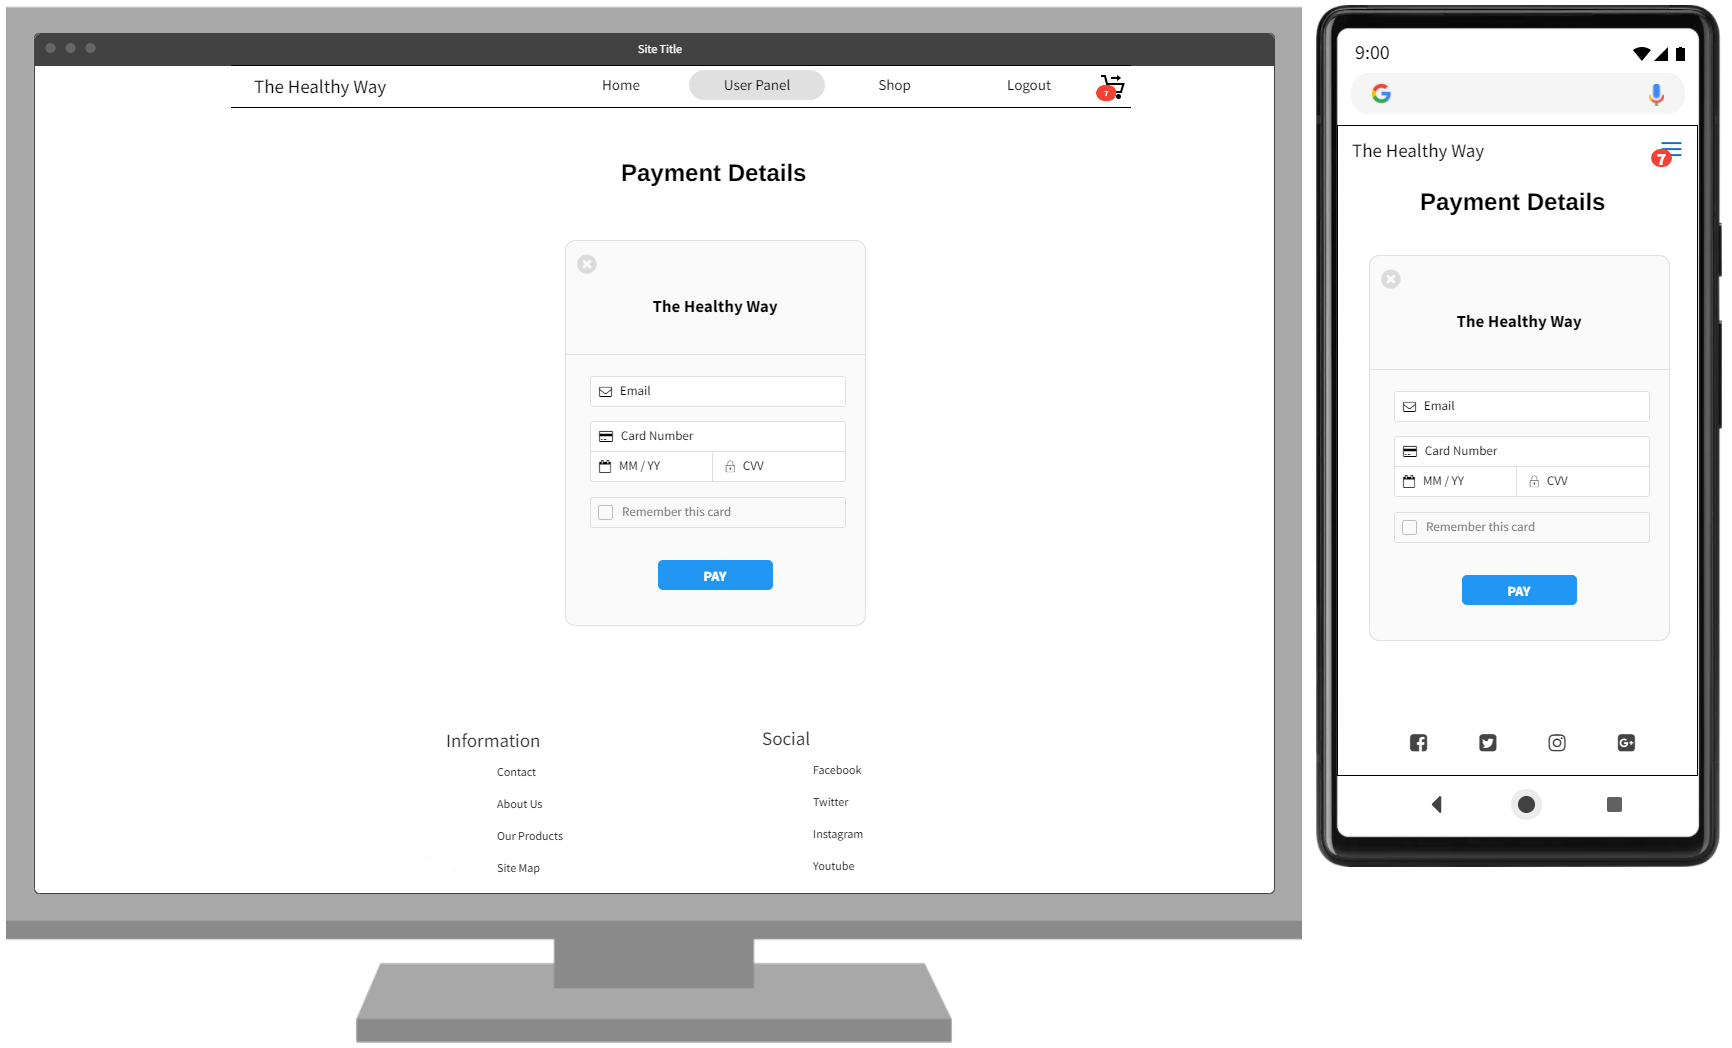 Site Title
The Healthy Way
Home
User Panel
Shop
Logout
7
Payment Details
The Healthy Way
Email
Card Number
MM / YY
CVV
Remember this card
PAY
Information
Contact
About Us
Our Products
Site Map
Social
Facebook
Twitter
Instagram
Youtube
9:00
G
The Healthy Way
7
Payment Details
The Healthy Way
Email
Card Number
MM / YY
CVV
Remember this card
PAY
G+